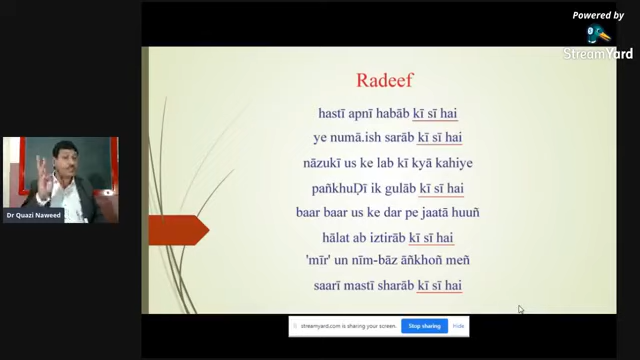 Powered by
StreamYard
Radeef
hastī apnī habāb kī sī hai
ye numā.ish sarāb kī sī hai
nāzukī us ke lab kī kyā kahiye
pañkhuḌī ik gulāb kī sī hai
baar baar us ke dar pe jaatā huuñ
hālat ab iztirāb kī sī hai
'mīr' un nīm-bāz āñkhoñ meñ
saarī mastī sharāb kī sī hai
Dr Quazi Naweed
streamyard.com is sharing your screen.
Stop sharing
Hide